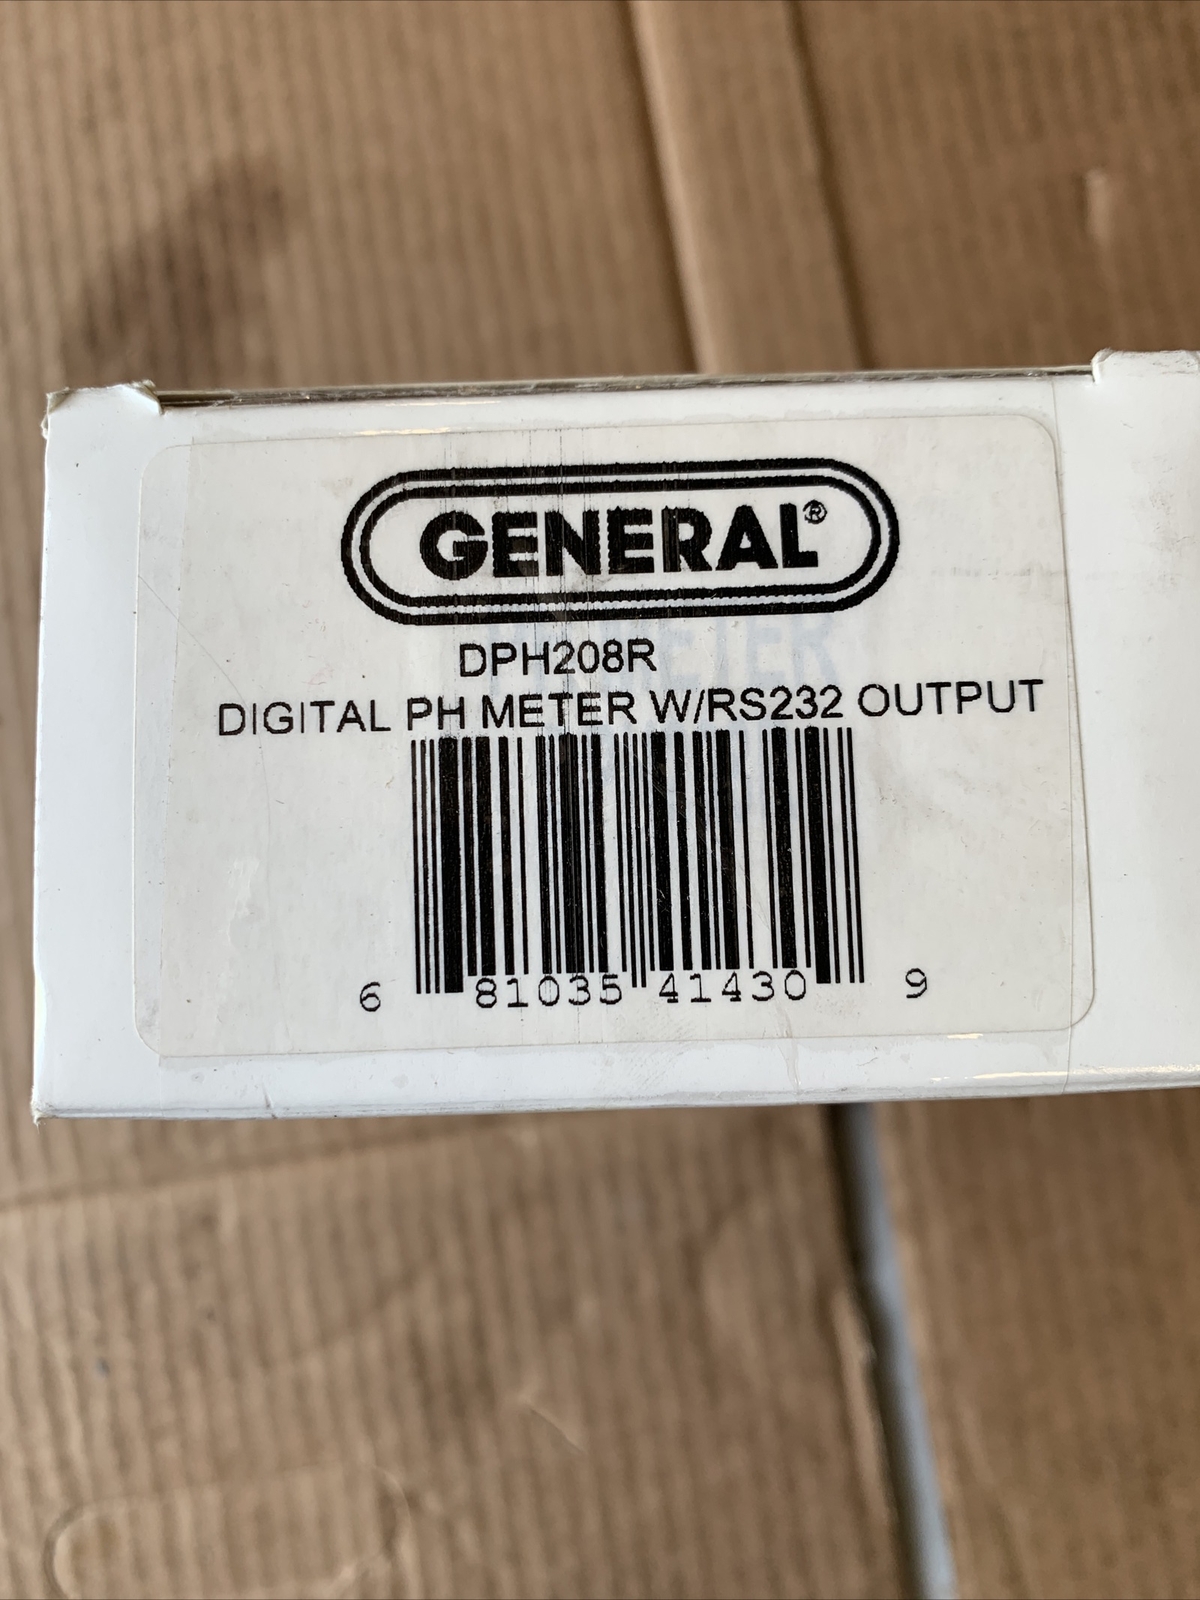 GENERAL®
DPH208R
DIGITAL PH METER W/RS232 OUTPUT
6 81035 41430 9